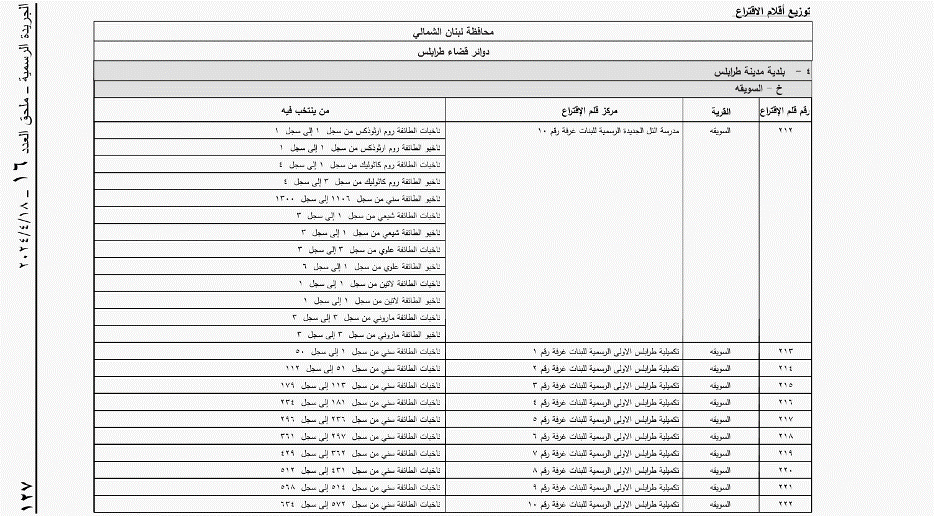 توزيع أقلام الاقتراع
محافظة لبنان الشمالي
دوائر قضاء طرابلس
٤ - بلدية مدينة طرابلس
خ - السويقه
رقم قلم الإقتراع القرية مركز قلم الإقتراع من ينتخب فيه
٢١٢ السويقه مدرسة التل الجديدة الرسمية للبنات غرفة رقم ١٠ ناخبات الطائفة روم ارثوذكس من سجل ١ إلى سجل ١
ناخبو الطائفة روم ارثوذكس من سجل ١ إلى سجل ١
ناخبات الطائفة روم كاثوليك من سجل ١ إلى سجل ٤
ناخبو الطائفة روم كاثوليك من سجل ٣ إلى سجل ٤
ناخبو الطائفة سني من سجل ١١٠٦ إلى سجل ١٣٠٠
ناخبات الطائفة شيعي من سجل ١ إلى سجل ٣
ناخبو الطائفة شيعي من سجل ١ إلى سجل ٣
ناخبات الطائفة علوي من سجل ٣ إلى سجل ٣
ناخبو الطائفة علوي من سجل ١ إلى سجل ٦
ناخبات الطائفة لاتين من سجل ١ إلى سجل ١
ناخبو الطائفة لاتين من سجل ١ إلى سجل ١
ناخبات الطائفة ماروني من سجل ٣ إلى سجل ٣
ناخبو الطائفة ماروني من سجل ٣ إلى سجل ٣
٢١٣ السويقه تكميلية طرابلس الاولى الرسمية للبنات غرفة رقم ١ ناخبات الطائفة سني من سجل ١ إلى سجل ٥٠
٢١٤ السويقه تكميلية طرابلس الاولى الرسمية للبنات غرفة رقم ٢ ناخبات الطائفة سني من سجل ٥١ إلى سجل ١١٢
٢١٥ السويقه تكميلية طرابلس الاولى الرسمية للبنات غرفة رقم ٣ ناخبات الطائفة سني من سجل ١١٣ إلى سجل ١٧٩
٢١٦ السويقه تكميلية طرابلس الاولى الرسمية للبنات غرفة رقم ٤ ناخبات الطائفة سني من سجل ١٨١ إلى سجل ٢٣٤
٢١٧ السويقه تكميلية طرابلس الاولى الرسمية للبنات غرفة رقم ٥ ناخبات الطائفة سني من سجل ٢٣٦ إلى سجل ٢٩٦
٢١٨ السويقه تكميلية طرابلس الاولى الرسمية للبنات غرفة رقم ٦ ناخبات الطائفة سني من سجل ٢٩٧ إلى سجل ٣٦١
٢١٩ السويقه تكميلية طرابلس الاولى الرسمية للبنات غرفة رقم ٧ ناخبات الطائفة سني من سجل ٣٦٢ إلى سجل ٤٢٩
٢٢٠ السويقه تكميلية طرابلس الاولى الرسمية للبنات غرفة رقم ٨ ناخبات الطائفة سني من سجل ٤٣١ إلى سجل ٥١٢
٢٢١ السويقه تكميلية طرابلس الاولى الرسمية للبنات غرفة رقم ٩ ناخبات الطائفة سني من سجل ٥١٤ إلى سجل ٥٦٨
٢٢٢ السويقه تكميلية طرابلس الاولى الرسمية للبنات غرفة رقم ١٠ ناخبات الطائفة سني من سجل ٥٧٢ إلى سجل ٦٣٤
الجريدة الرسمية - ملحق العدد ١٦ - ٢٠٢٤/٤/١٨
١٢٧